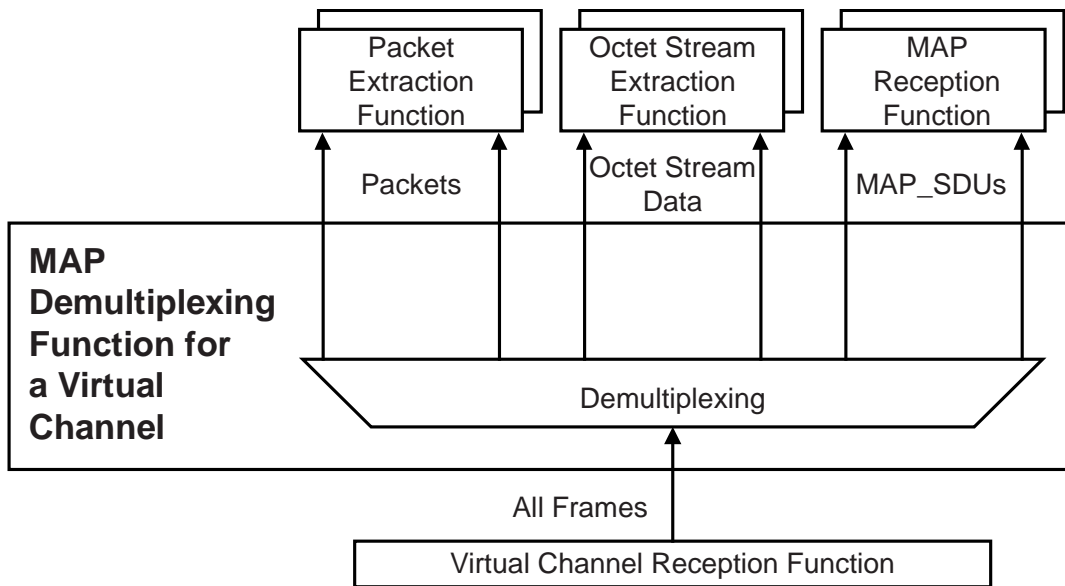 Packet
Extraction
Function
Octet Stream
Extraction
Function
MAP
Reception
Function
Packets
Octet Stream
Data
MAP_SDUs
MAP
Demultiplexing
Function for
a Virtual
Channel
Demultiplexing
All Frames
Virtual Channel Reception Function